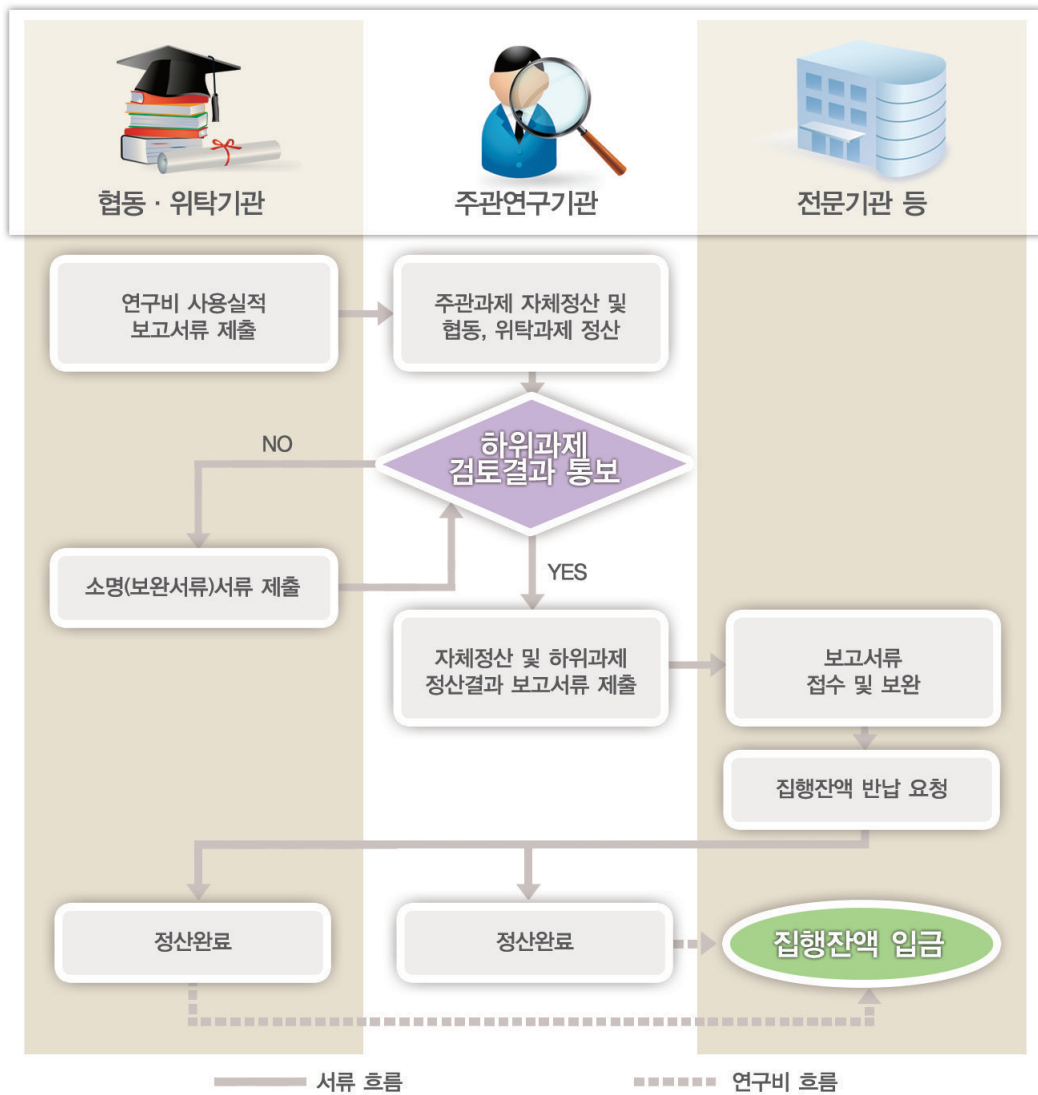 협동 · 위탁기관
주관연구기관
전문기관 등
연구비 사용실적
보고서류 제출
주관과제 자체정산 및
협동, 위탁과제 정산
하위과제
검토결과 통보
NO
소명(보완서류)서류 제출
YES
자체정산 및 하위과제
정산결과 보고서류 제출
보고서류
접수 및 보완
집행잔액 반납 요청
정산완료
정산완료
집행잔액 입금
서류 흐름
연구비 흐름